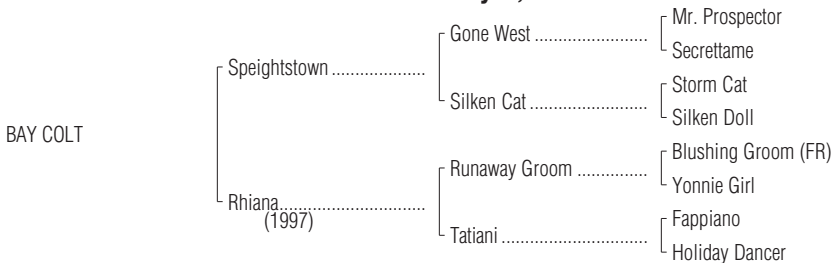 Mr. Prospector
Gone West ........................
Secrettame
Speightstown ....................
Storm Cat
Silken Cat .........................
Silken Doll
BAY COLT
Blushing Groom (FR)
Runaway Groom ...............
Yonnie Girl
Rhiana...............................
(1997)
Fappiano
Tatiani ................................
Holiday Dancer